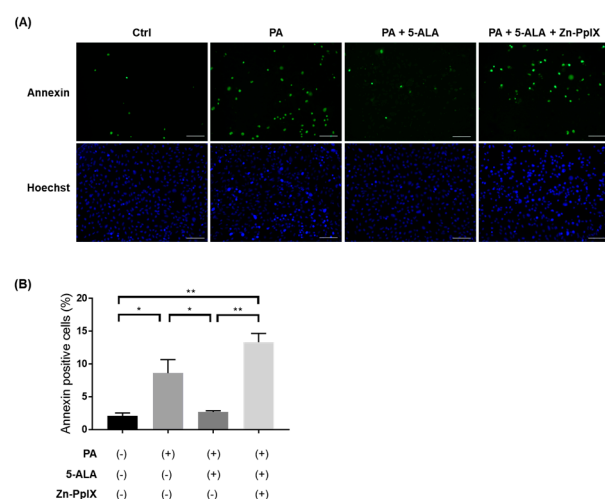 (A)
Ctrl PA PA + 5-ALA PA + 5-ALA + Zn-PpIX
Annexin
Hoechst
(B)
** 
* * **
Annexin positive cells (%)
20
15
10
5
0
PA (-) (+) (+) (+)
5-ALA (-) (-) (+) (+)
Zn-PpIX (-) (-) (-) (+)